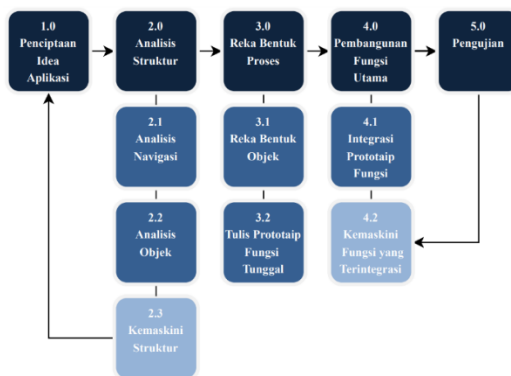 1.0
Penciptaan
Idea
Aplikasi
2.0
Analisis
Struktur
3.0
Reka Bentuk
Proses
4.0
Pembangunan
Fungsi
Utama
5.0
Pengujian
2.1
Analisis
Navigasi
3.1
Reka Bentuk
Objek
4.1
Integrasi
Prototaip
Fungsi
2.2
Analisis
Objek
3.2
Tulis Prototaip
Fungsi
Tunggal
4.2
Kemaskini
Fungsi yang
Terintegrasi
2.3
Kemaskini
Struktur